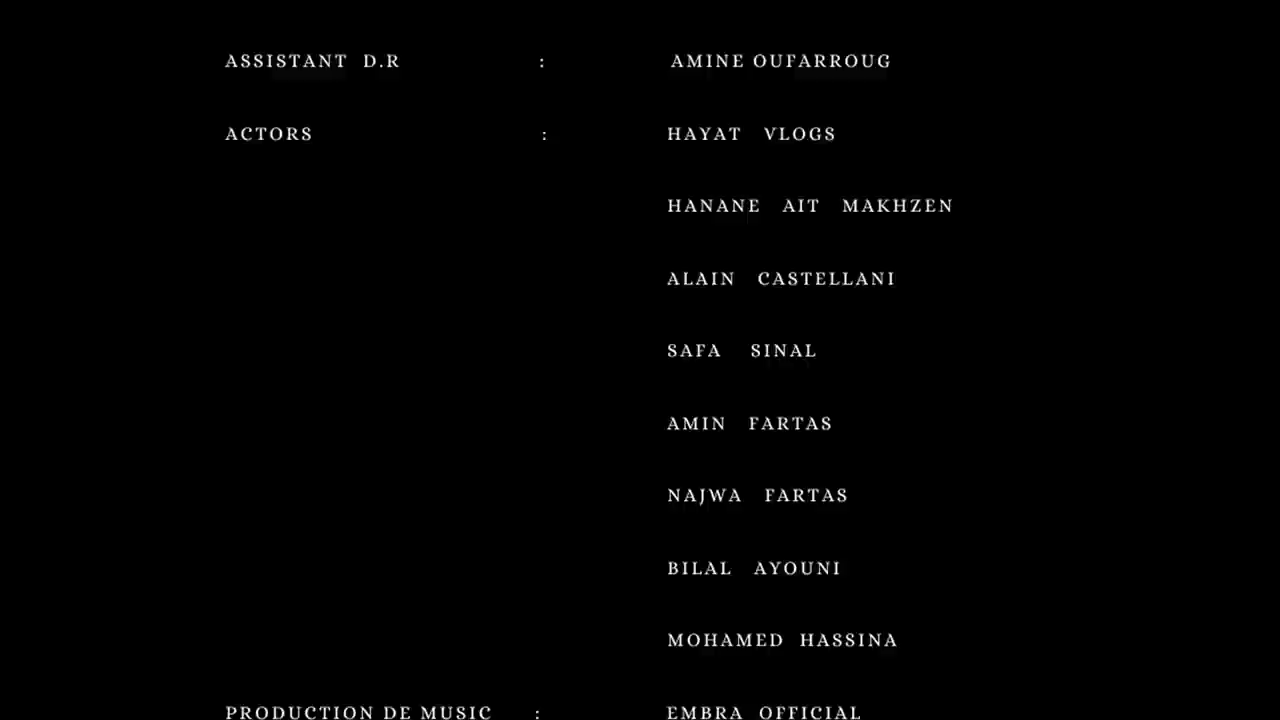 ASSISTANT D.R : AMINE OUFARROUG
ACTORS : HAYAT VLOGS
HANANE AIT MAKHZEN
ALAIN CASTELLANI
SAFA SINAL
AMIN FARTAS
NAJWA FARTAS
BILAL AYOUNI
MOHAMED HASSINA
PRODUCTION DE MUSIC : EMBRA OFFICIAL